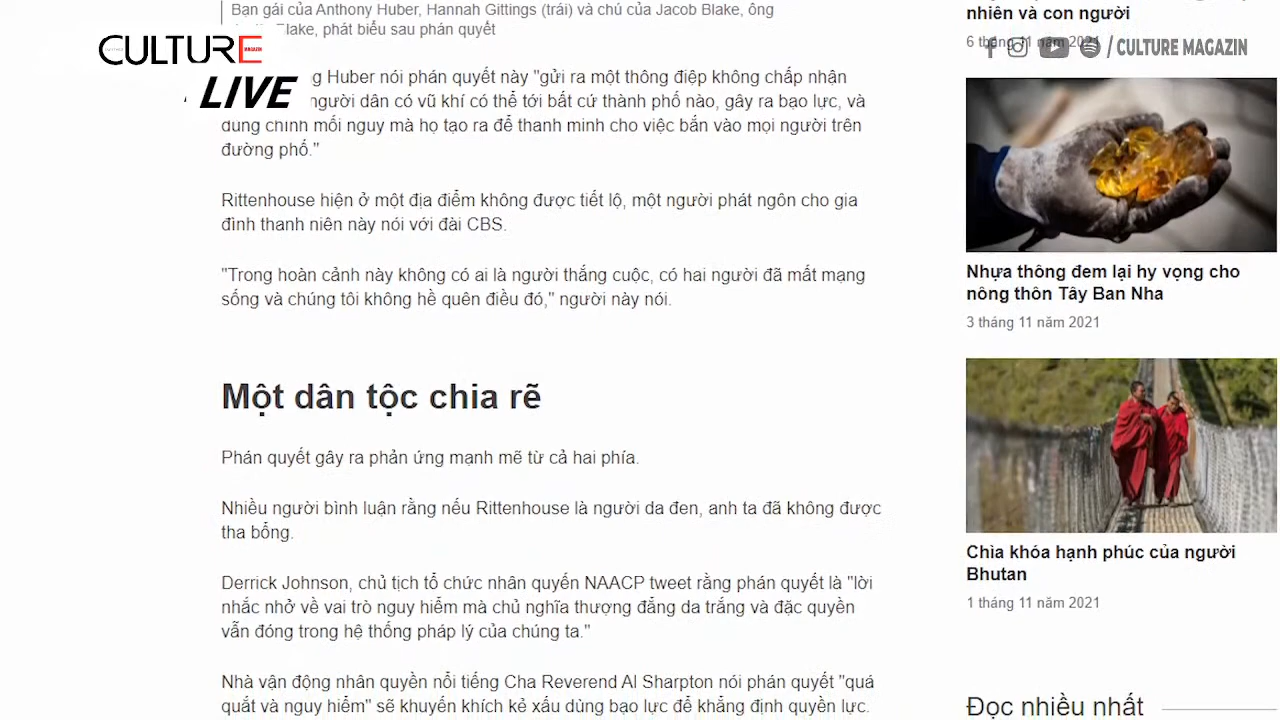 Bạn gái của Anthony Huber, Hannah Gittings (trái) và chú của Jacob Blake, ông
Blake, phát biểu sau phán quyết
CULTURE
MAGAZIN
LIVE
g Huber nói phán quyết này "gửi ra một thông điệp không chấp nhận
người dân có vũ khí có thể tới bất cứ thành phố nào, gây ra bạo lực, và
dùng chính mối nguy mà họ tạo ra để thanh minh cho việc bắn vào mọi người trên
đường phố."
Rittenhouse hiện ở một địa điểm không được tiết lộ, một người phát ngôn cho gia
đình thanh niên này nói với đài CBS.
"Trong hoàn cảnh này không có ai là người thắng cuộc, có hai người đã mất mạng
sống và chúng tôi không hề quên điều đó," người này nói.
Một dân tộc chia rẽ
Phán quyết gây ra phản ứng mạnh mẽ từ cả hai phía.
Nhiều người bình luận rằng nếu Rittenhouse là người da đen, anh ta đã không được
tha bổng.
Derrick Johnson, chủ tịch tổ chức nhân quyền NAACP tweet rằng phán quyết là "lời
nhắc nhở về vai trò nguy hiểm mà chủ nghĩa thượng đẳng da trắng và đặc quyền
vẫn đóng trong hệ thống pháp lý của chúng ta."
Nhà vận động nhân quyền nổi tiếng Cha Reverend Al Sharpton nói phán quyết "quá
quắt và nguy hiểm" sẽ khuyến khích kẻ xấu dùng bạo lực để khẳng định quyền lực.
nhiên và con người
6 tháng 11 năm 2021
/ CULTURE MAGAZIN
Nhựa thông đem lại hy vọng cho
nông thôn Tây Ban Nha
3 tháng 11 năm 2021
Chìa khóa hạnh phúc của người
Bhutan
1 tháng 11 năm 2021
Đọc nhiều nhất